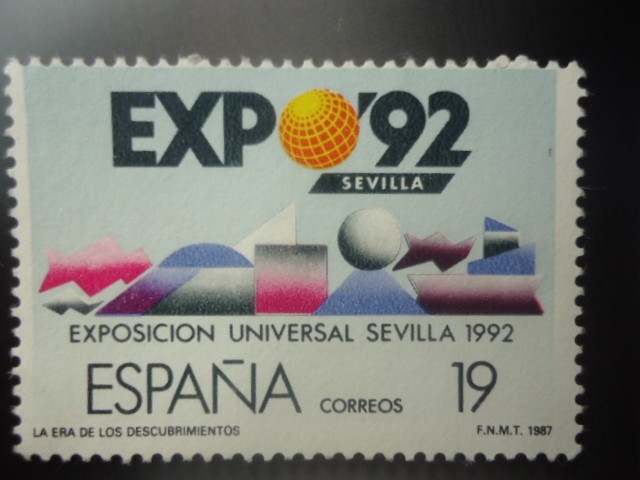 EXPO'92
SEVILLA
EXPOSICION UNIVERSAL SEVILLA 1992
ESPAÑA CORREOS 19
LA ERA DE LOS DESCUBRIMIENTOS F.N.M.T. 1987